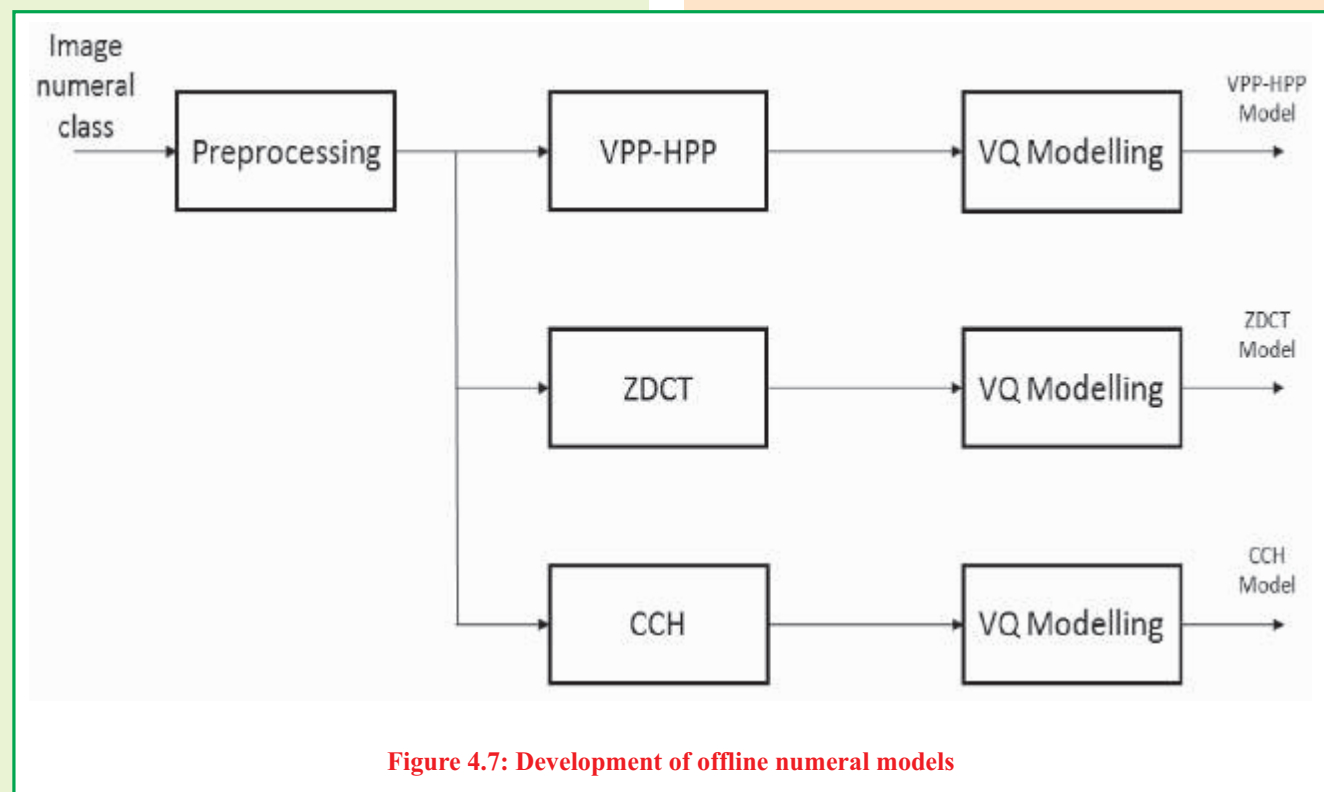 Image
numeral
class
Preprocessing
VPP-HPP
VQ Modelling
VPP-HPP
Model
ZDCT
VQ Modelling
ZDCT
Model
CCH
VQ Modelling
CCH
Model
Figure 4.7: Development of offline numeral models